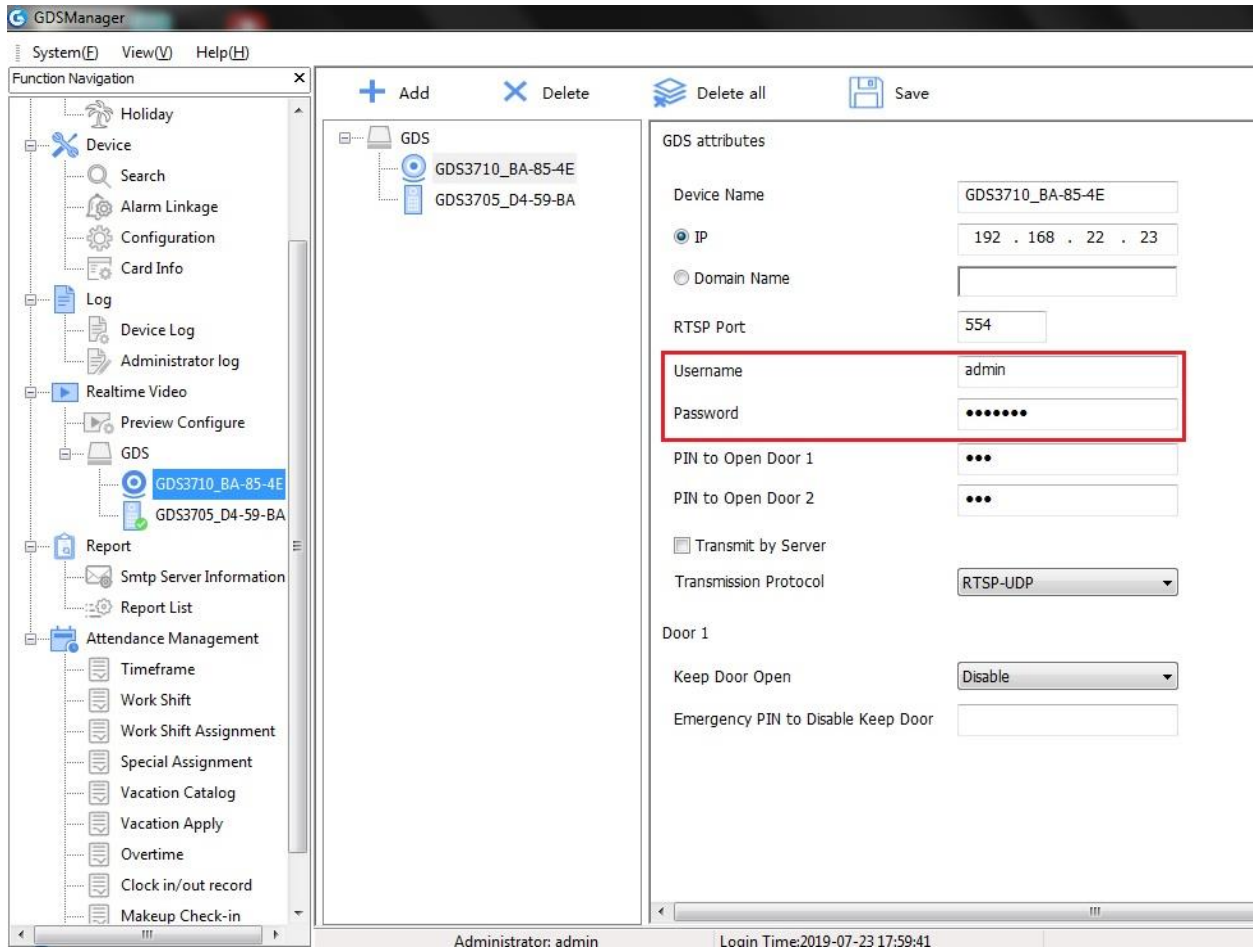 GDSManager
System(F) View(V) Help(H)
Function Navigation
Holiday
Device
Search
Alarm Linkage
Configuration
Card Info
Log
Device Log
Administrator log
Realtime Video
Preview Configure
GDS
GDS3710_BA-85-4E
GDS3705_D4-59-BA
Report
Smtp Server Information
Report List
Attendance Management
Timeframe
Work Shift
Work Shift Assignment
Special Assignment
Vacation Catalog
Vacation Apply
Overtime
Clock in/out record
Makeup Check-in
Add Delete Delete all Save
GDS
GDS3710_BA-85-4E
GDS3705_D4-59-BA
GDS attributes
Device Name GDS3710_BA-85-4E
IP 192 . 168 . 22 . 23
Domain Name
RTSP Port 554
Username admin
Password •••••••
PIN to Open Door 1 •••
PIN to Open Door 2 •••
Transmit by Server
Transmission Protocol RTSP-UDP
Door 1
Keep Door Open Disable
Emergency PIN to Disable Keep Door
Administrator: admin Login Time:2019-07-23 17:59:41